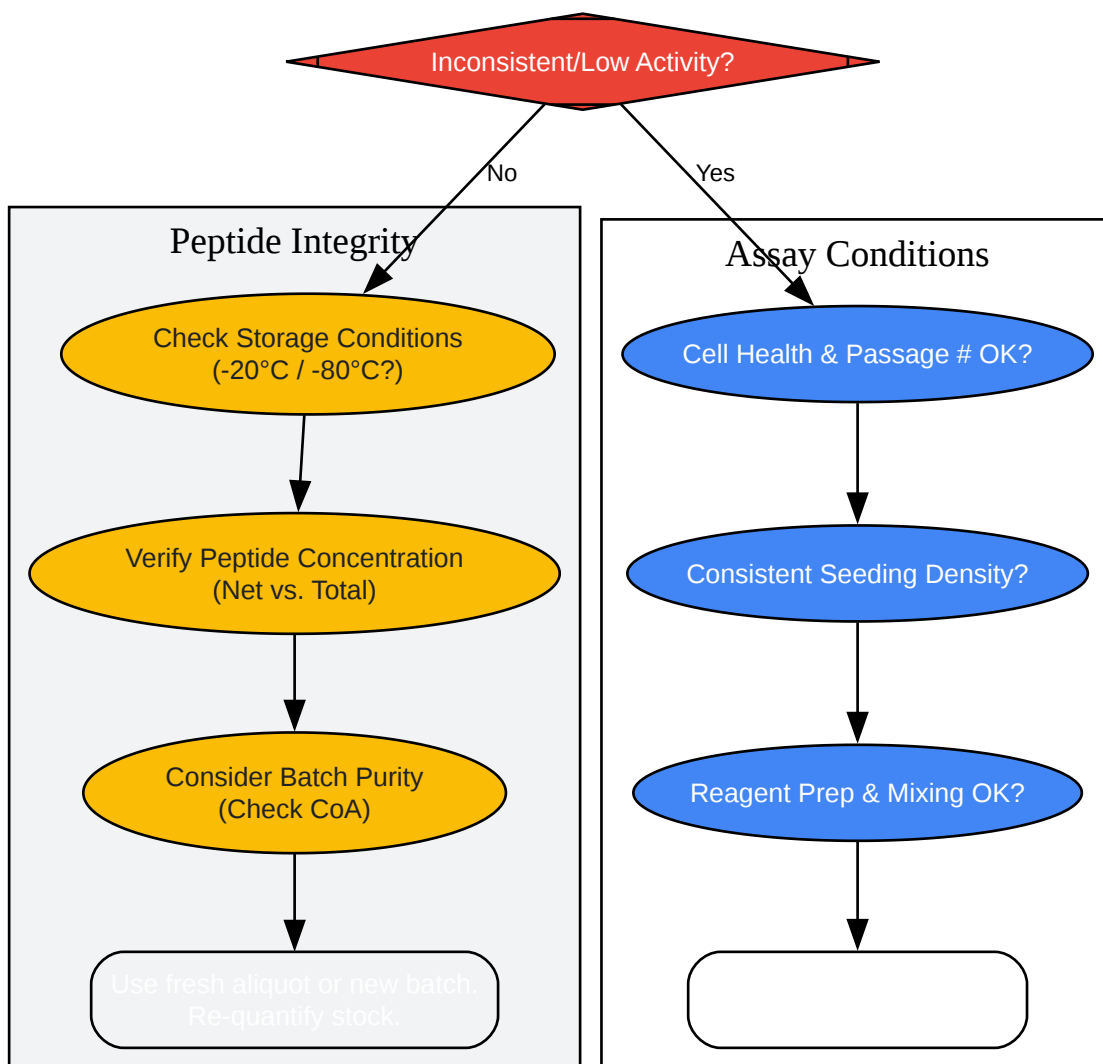 Inconsistent/Low Activity?
No
Yes
Peptide Integrity
Check Storage Conditions
(-20°C / -80°C?)
Verify Peptide Concentration
(Net vs. Total)
Consider Batch Purity
(Check CoA)
Use fresh aliquot or new batch.
Re-quantify stock.
Assay Conditions
Cell Health & Passage # OK?
Consistent Seeding Density?
Reagent Prep & Mixing OK?